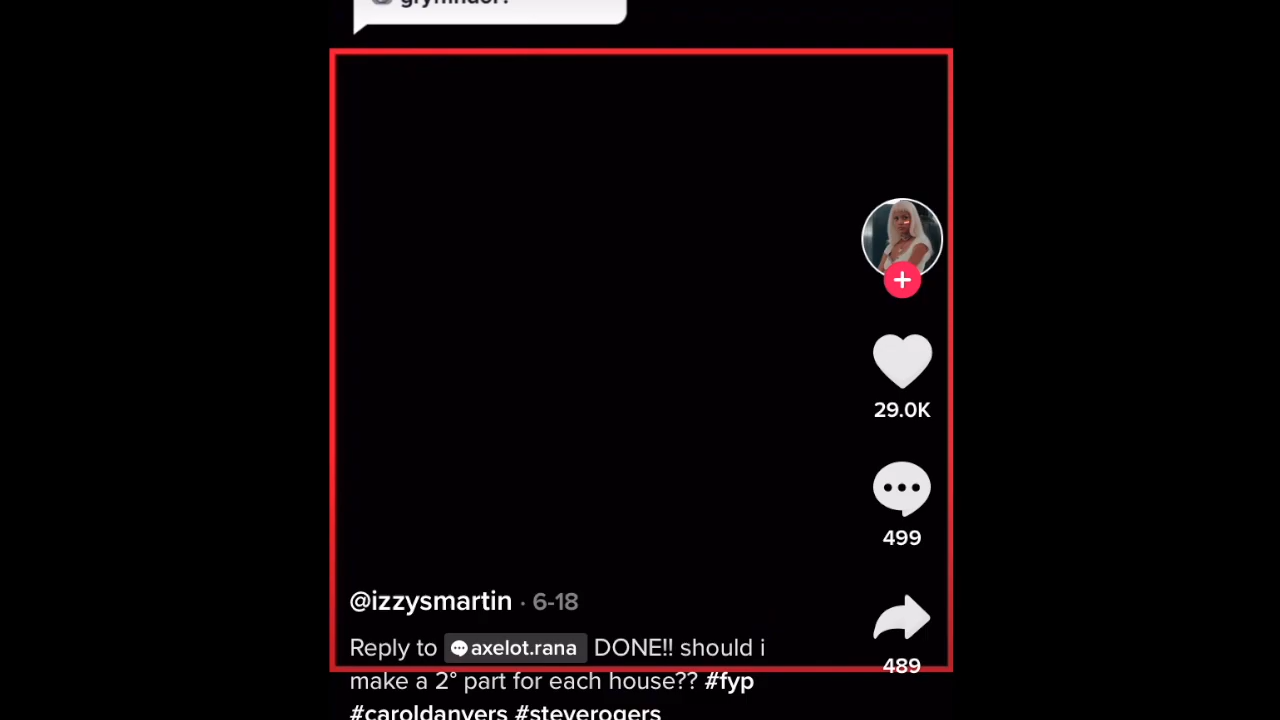 gryffindor?
29.0K
499
@izzysmartin · 6-18
Reply to axelot.rana DONE!! should i
489
make a 2° part for each house?? #fyp
#caroldanvers #steverogers